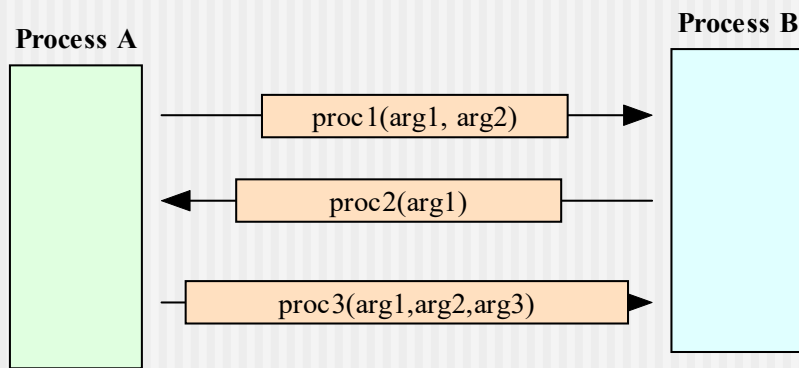 Process A
Process B
proc1(arg1, arg2)
proc2(arg1)
proc3(arg1,arg2,arg3)